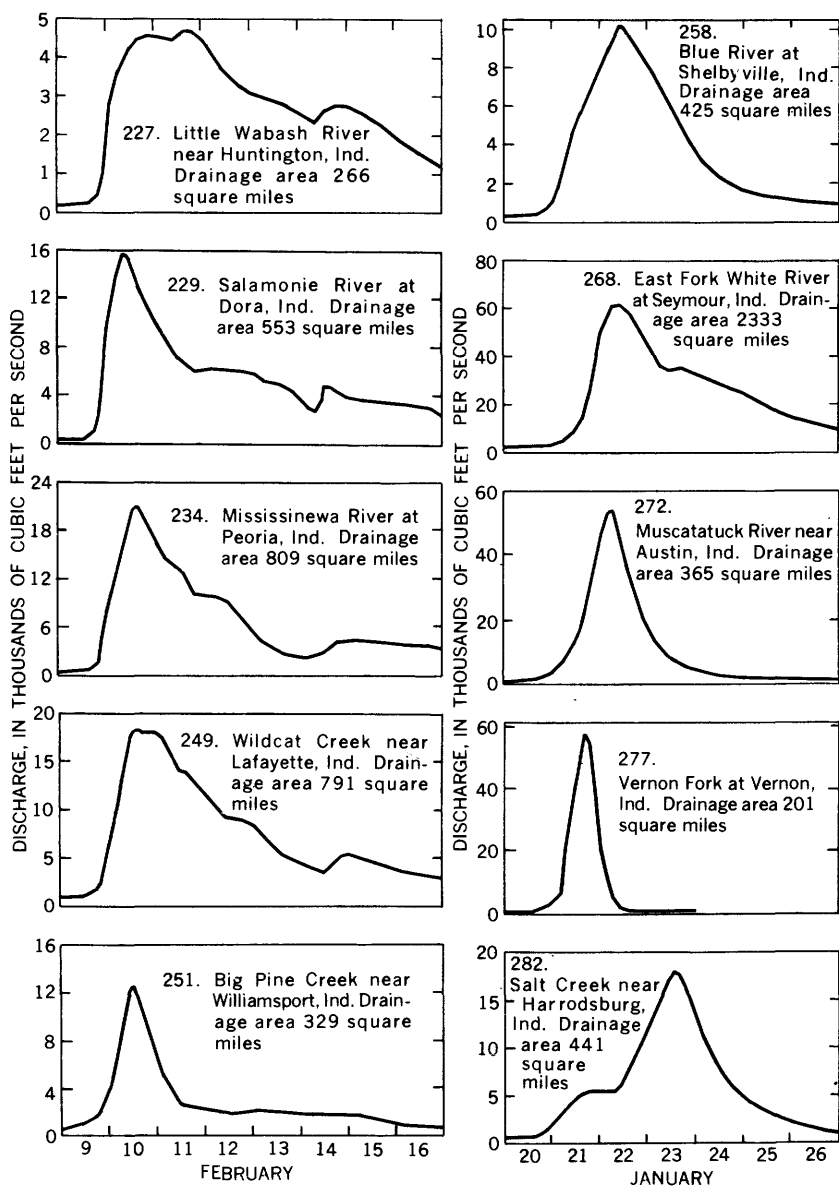 DISCHARGE, IN THOUSANDS OF CUBIC FEET PER SECOND
5
4
3
2
1
0
227. Little Wabash River
near Huntington, Ind.
Drainage area 266
square miles
16
12
8
4
0
229. Salamonie River at
Dora, Ind. Drainage
area 553 square miles
24
18
12
6
0
234. Mississinewa River at
Peoria, Ind. Drainage
area 809 square miles
20
15
10
5
0
249. Wildcat Creek near
Lafayette, Ind. Drain-
age area 791 square
miles
16
12
8
4
0
251. Big Pine Creek near
Williamsport, Ind. Drain-
age area 329 square
miles
9 10 11 12 13 14 15 16
FEBRUARY
DISCHARGE, IN THOUSANDS OF CUBIC FEET PER SECOND
10
8
6
4
2
0
258.
Blue River at
Shelbyville, Ind.
Drainage area
425 square miles
80
60
40
20
0
268. East Fork White River
at Seymour, Ind. Drain-
age area 2333
square miles
60
40
20
0
272.
Muscatatuck River near
Austin, Ind. Drainage
area 365 square miles
60
40
20
0
277.
Vernon Fork at Vernon,
Ind. Drainage area 201
square miles
20
15
10
5
0
282.
Salt Creek near
Harrodsburg,
Ind. Drainage
area 441
square
miles
20 21 22 23 24 25 26
JANUARY